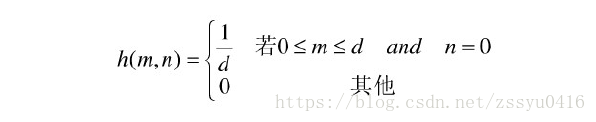 h(m,n) = { 1/d 若0 ≤ m ≤ d and n = 0
0 其他
https://blog.csdn.net/zssyu0416